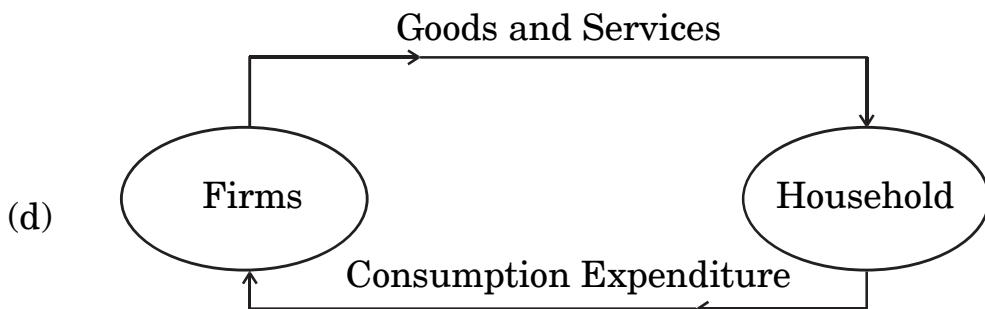 Goods and Services
Firms
Household
(d)
Consumption Expenditure